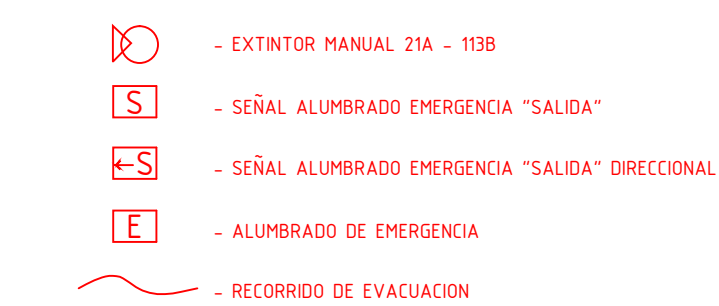 - EXTINTOR MANUAL 21A - 113B
S - SEÑAL ALUMBRADO EMERGENCIA "SALIDA"
←S - SEÑAL ALUMBRADO EMERGENCIA "SALIDA" DIRECCIONAL
E - ALUMBRADO DE EMERGENCIA
- RECORRIDO DE EVACUACION